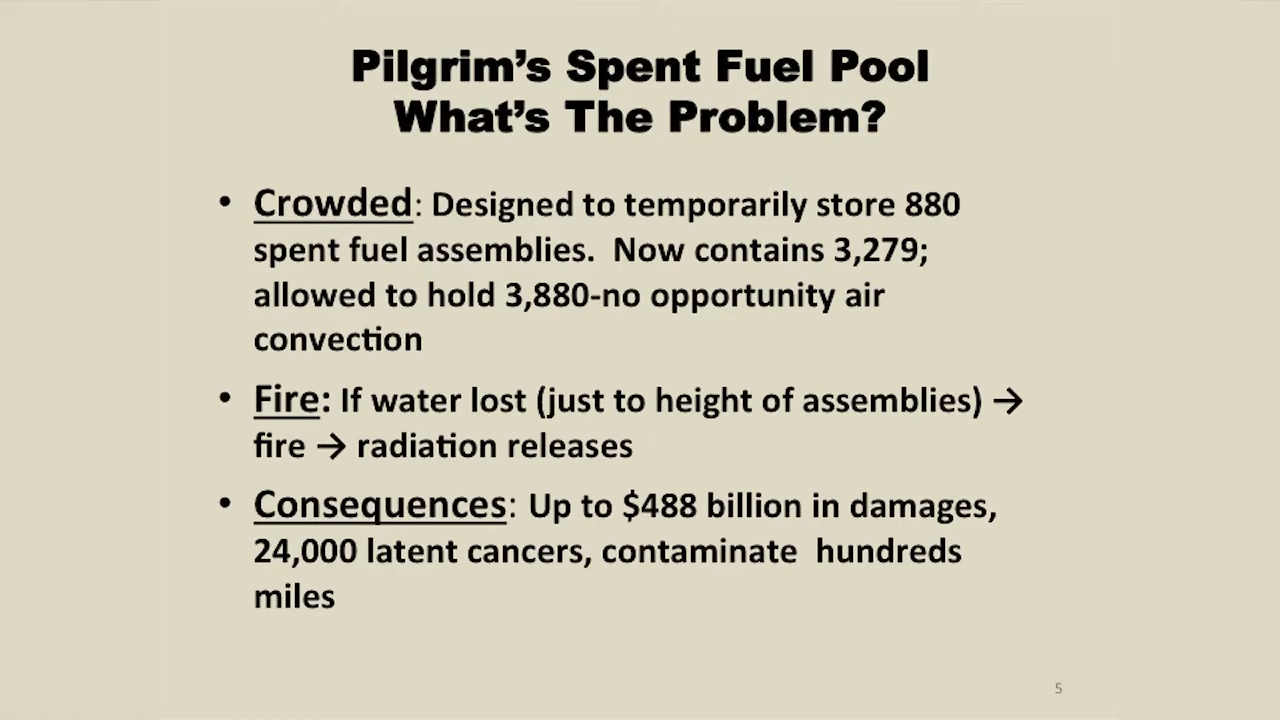 Pilgrim’s Spent Fuel Pool
What’s The Problem?
• Crowded: Designed to temporarily store 880
spent fuel assemblies.  Now contains 3,279;
allowed to hold 3,880-no opportunity air
convection
• Fire: If water lost (just to height of assemblies) →
fire → radiation releases
• Consequences: Up to $488 billion in damages,
24,000 latent cancers, contaminate  hundreds
miles
5